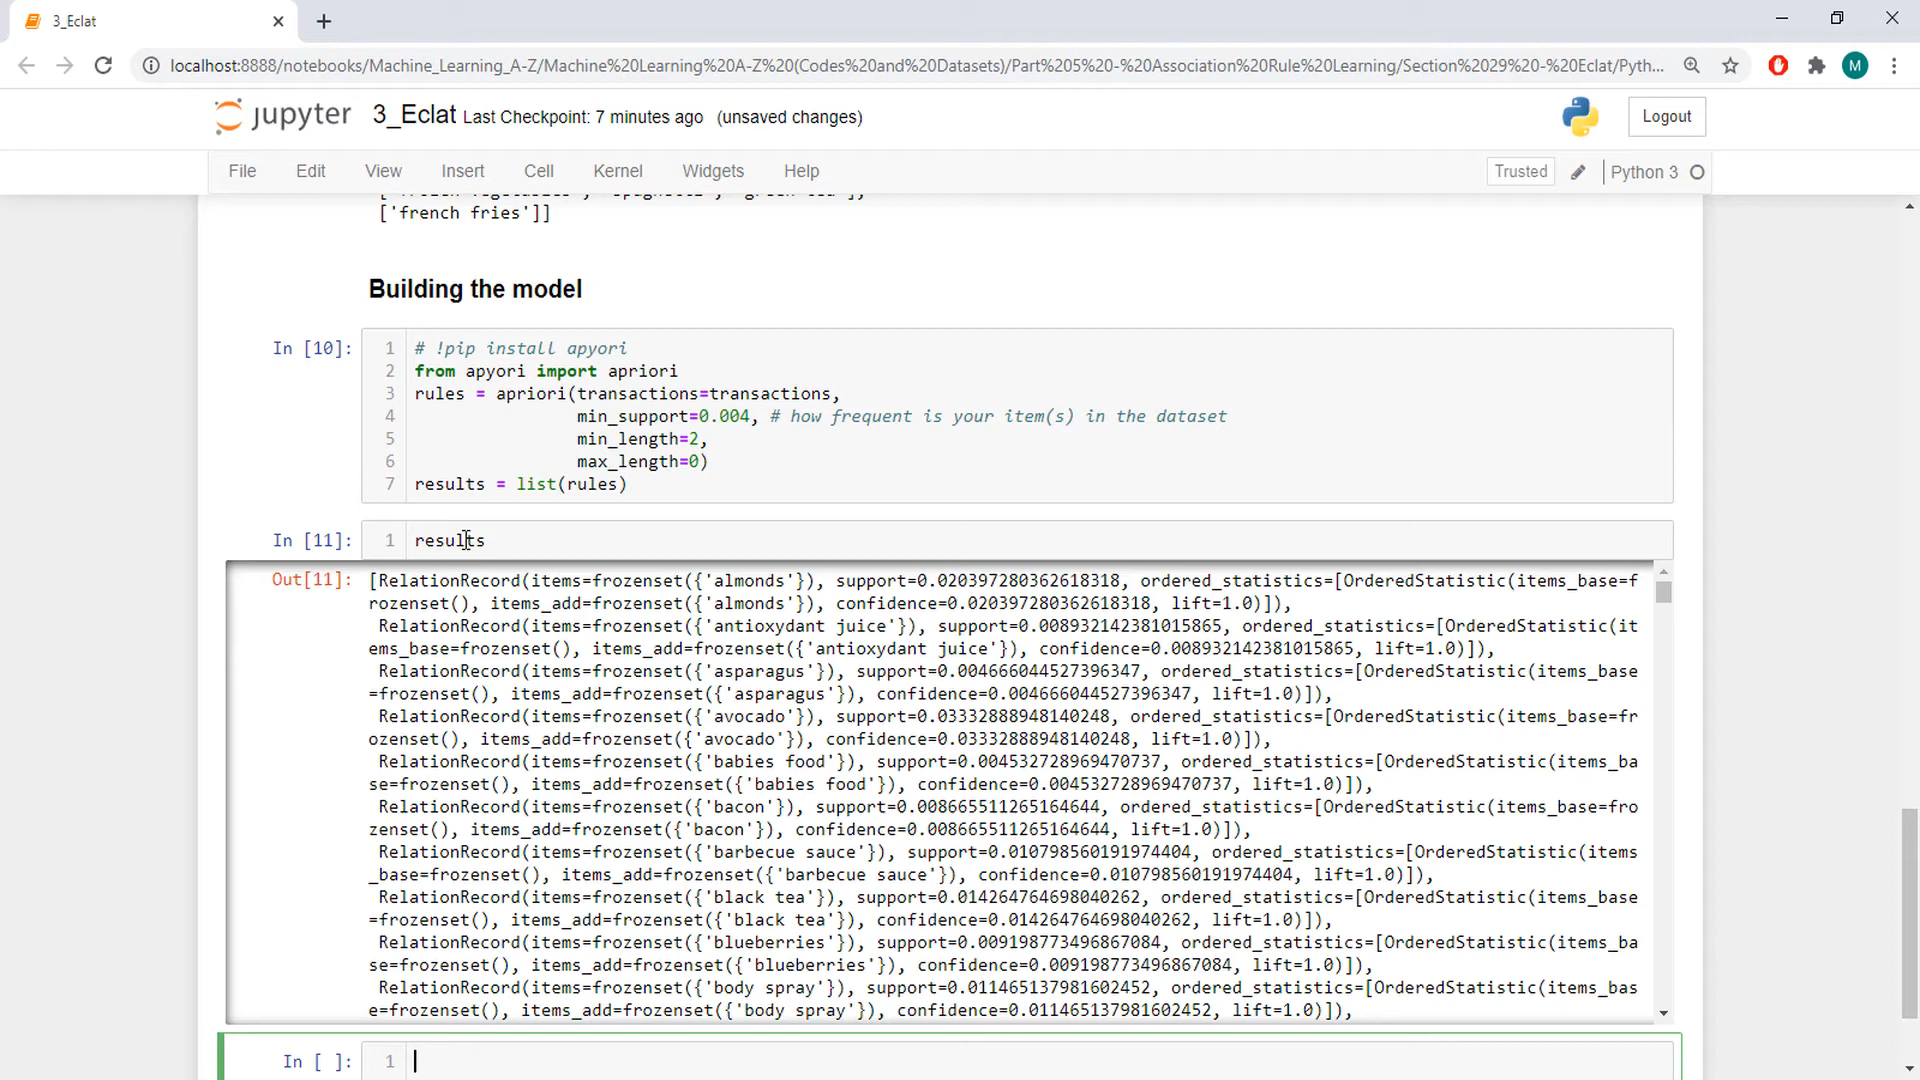 3_Eclat
localhost:8888/notebooks/Machine_Learning_A-Z/Machine%20Learning%20A-Z%20(Codes%20and%20Datasets)/Part%205%20-%20Association%20Rule%20Learning/Section%2029%20-%20Eclat/Pyth...
M
jupyter 3_Eclat Last Checkpoint: 7 minutes ago (unsaved changes)
Logout
File Edit View Insert Cell Kernel Widgets Help
Trusted
Python 3
['french fries']]
Building the model
In [10]:
1 # !pip install apyori
2 from apyori import apriori
3 rules = apriori(transactions=transactions,
4 min_support=0.004, # how frequent is your item(s) in the dataset
5 min_length=2,
6 max_length=0)
7 results = list(rules)
In [11]: 1 results
Out[11]: [RelationRecord(items=frozenset({'almonds'}), support=0.020397280362618318, ordered_statistics=[OrderedStatistic(items_base=f
rozenset(), items_add=frozenset({'almonds'}), confidence=0.020397280362618318, lift=1.0)]),
RelationRecord(items=frozenset({'antioxydant juice'}), support=0.008932142381015865, ordered_statistics=[OrderedStatistic(it
ems_base=frozenset(), items_add=frozenset({'antioxydant juice'}), confidence=0.008932142381015865, lift=1.0)]),
RelationRecord(items=frozenset({'asparagus'}), support=0.004666044527396347, ordered_statistics=[OrderedStatistic(items_base
=frozenset(), items_add=frozenset({'asparagus'}), confidence=0.004666044527396347, lift=1.0)]),
RelationRecord(items=frozenset({'avocado'}), support=0.03332888948140248, ordered_statistics=[OrderedStatistic(items_base=fr
ozenset(), items_add=frozenset({'avocado'}), confidence=0.03332888948140248, lift=1.0)]),
RelationRecord(items=frozenset({'babies food'}), support=0.004532728969470737, ordered_statistics=[OrderedStatistic(items_ba
se=frozenset(), items_add=frozenset({'babies food'}), confidence=0.004532728969470737, lift=1.0)]),
RelationRecord(items=frozenset({'bacon'}), support=0.008665511265164644, ordered_statistics=[OrderedStatistic(items_base=fro
zenset(), items_add=frozenset({'bacon'}), confidence=0.008665511265164644, lift=1.0)]),
RelationRecord(items=frozenset({'barbecue sauce'}), support=0.010798560191974404, ordered_statistics=[OrderedStatistic(items
_base=frozenset(), items_add=frozenset({'barbecue sauce'}), confidence=0.010798560191974404, lift=1.0)]),
RelationRecord(items=frozenset({'black tea'}), support=0.014264764698040262, ordered_statistics=[OrderedStatistic(items_base
=frozenset(), items_add=frozenset({'black tea'}), confidence=0.014264764698040262, lift=1.0)]),
RelationRecord(items=frozenset({'blueberries'}), support=0.009198773496867084, ordered_statistics=[OrderedStatistic(items_ba
se=frozenset(), items_add=frozenset({'blueberries'}), confidence=0.009198773496867084, lift=1.0)]),
RelationRecord(items=frozenset({'body spray'}), support=0.011465137981602452, ordered_statistics=[OrderedStatistic(items_bas
e=frozenset(), items_add=frozenset({'body spray'}), confidence=0.011465137981602452, lift=1.0)]),
In [ ]: 1